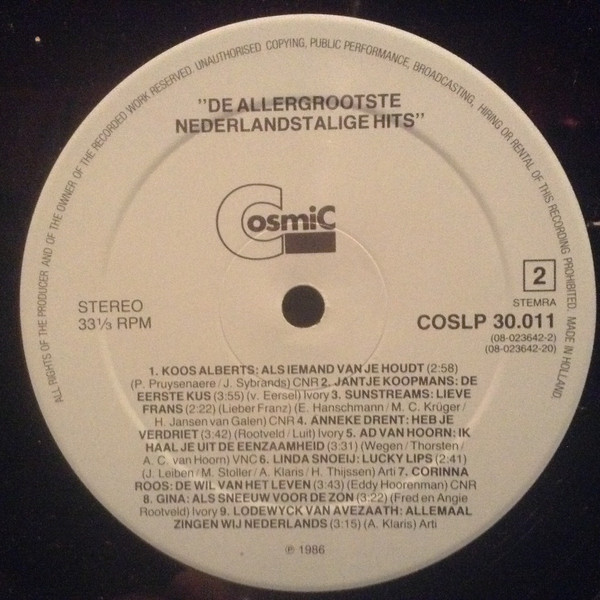 ALL RIGHTS OF THE PRODUCER AND OF THE OWNER OF THE RECORDED WORK RESERVED. UNAUTHORISED COPYING, PUBLIC PERFORMANCE, BROADCASTING, HIRING OR RENTAL OF THIS RECORDING PROHIBITED. MADE IN HOLLAND.
"DE ALLERGROOTSTE
NEDERLANDSTALIGE HITS"
CosmiC
2
STEREO
33⅓ RPM
STEMRA
COSLP 30.011
(08-023642-2)
(08-023642-20)
1. KOOS ALBERTS: ALS IEMAND VAN JE HOUDT (2:58)
(P. Pruysenaere / J. Sybrands) CNR 2. JANTJE KOOPMANS: DE
EERSTE KUS (3:55) (v. Eersel) Ivory 3. SUNSTREAMS: LIEVE
FRANS (2:22) (Lieber Franz) (E. Hanschmann / M. C. Krüger /
H. Jansen van Galen) CNR 4. ANNEKE DRENT: HEB JE
VERDRIET (3:42) (Rootveld / Luit) Ivory 5. AD VAN HOORN: IK
HAAL JE UIT DE EENZAAMHEID (3:31) (Wegen / Thorsten /
A. C. van Hoorn) VNC 6. LINDA SNOEIJ: LUCKY LIPS (2:41)
(J. Leiben / M. Stoller / A. Klaris / H. Thijssen) Arti 7. CORINNA
ROOS: DE WIL VAN HET LEVEN (3:43) (Eddy Hoorenman) CNR
8. GINA: ALS SNEEUW VOOR DE ZON (3:22) (Fred en Angie
Rootveld) Ivory 9. LODEWYCK VAN AVEZAATH: ALLEMAAL
ZINGEN WIJ NEDERLANDS (3:15) (A. Klaris) Arti
℗ 1986